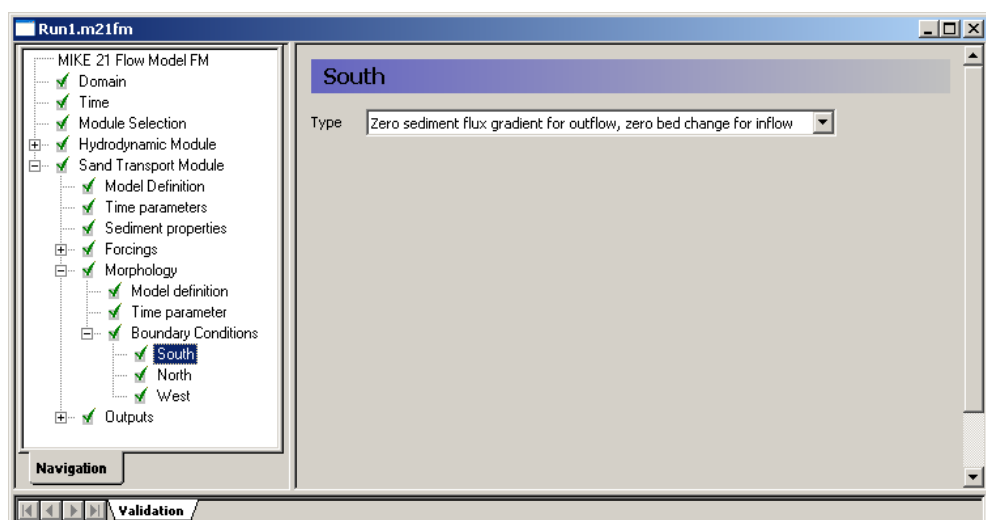 Run1.m21fm
MIKE 21 Flow Model FM
Domain
Time
Module Selection
Hydrodynamic Module
Sand Transport Module
Model Definition
Time parameters
Sediment properties
Forcings
Morphology
Model definition
Time parameter
Boundary Conditions
South
North
West
Outputs
Navigation
South
Type Zero sediment flux gradient for outflow, zero bed change for inflow
Validation